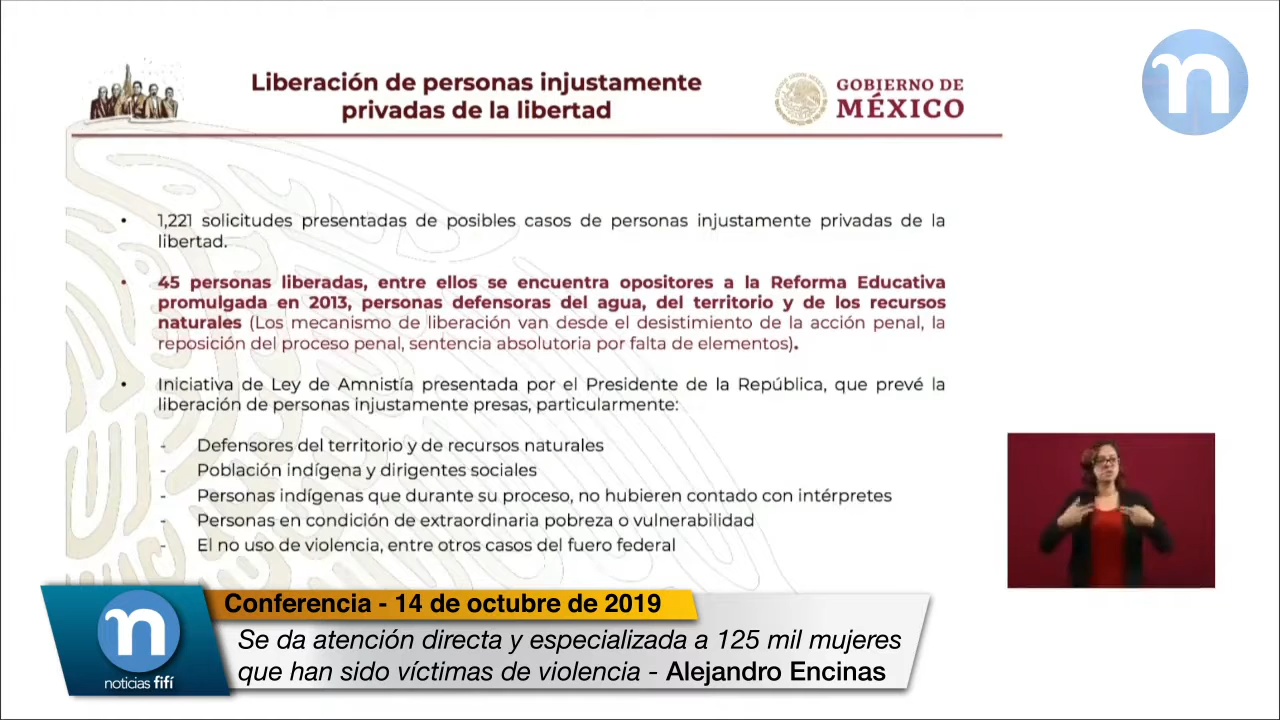 Liberación de personas injustamente
privadas de la libertad
GOBIERNO DE
MÉXICO
n
• 1,221 solicitudes presentadas de posibles casos de personas injustamente privadas de la
libertad.
• 45 personas liberadas, entre ellos se encuentra opositores a la Reforma Educativa
promulgada en 2013, personas defensoras del agua, del territorio y de los recursos
naturales (Los mecanismo de liberación van desde el desistimiento de la acción penal, la
reposición del proceso penal, sentencia absolutoria por falta de elementos).
• Iniciativa de Ley de Amnistía presentada por el Presidente de la República, que prevé la
liberación de personas injustamente presas, particularmente:
- Defensores del territorio y de recursos naturales
- Población indígena y dirigentes sociales
- Personas indígenas que durante su proceso, no hubieren contado con intérpretes
- Personas en condición de extraordinaria pobreza o vulnerabilidad
- El no uso de violencia, entre otros casos del fuero federal
Conferencia - 14 de octubre de 2019
Se da atención directa y especializada a 125 mil mujeres
que han sido víctimas de violencia - Alejandro Encinas
n
noticias fifí